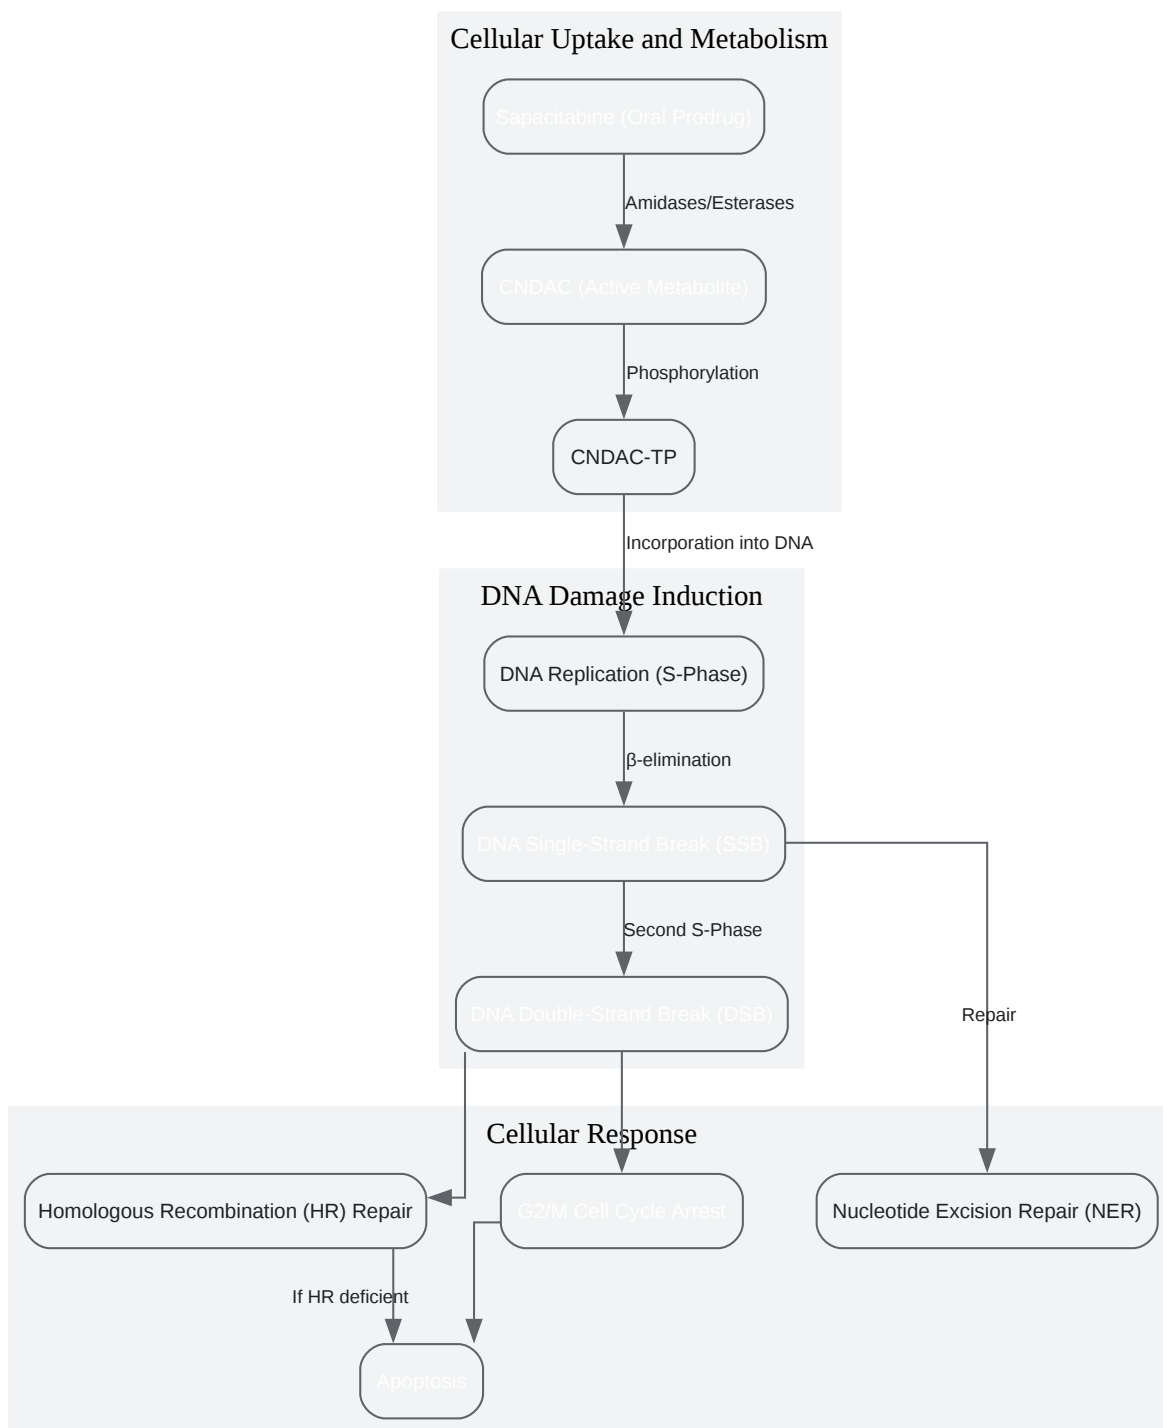 Cellular Uptake and Metabolism
Sapacitabine (Oral Prodrug)
Amidases/Esterases
CNDAC (Active Metabolite)
Phosphorylation
CNDAC-TP
Incorporation into DNA
DNA Damage Induction
DNA Replication (S-Phase)
β-elimination
DNA Single-Strand Break (SSB)
Second S-Phase
DNA Double-Strand Break (DSB)
Repair
Cellular Response
Homologous Recombination (HR) Repair
G2/M Cell Cycle Arrest
Nucleotide Excision Repair (NER)
If HR deficient
Apoptosis